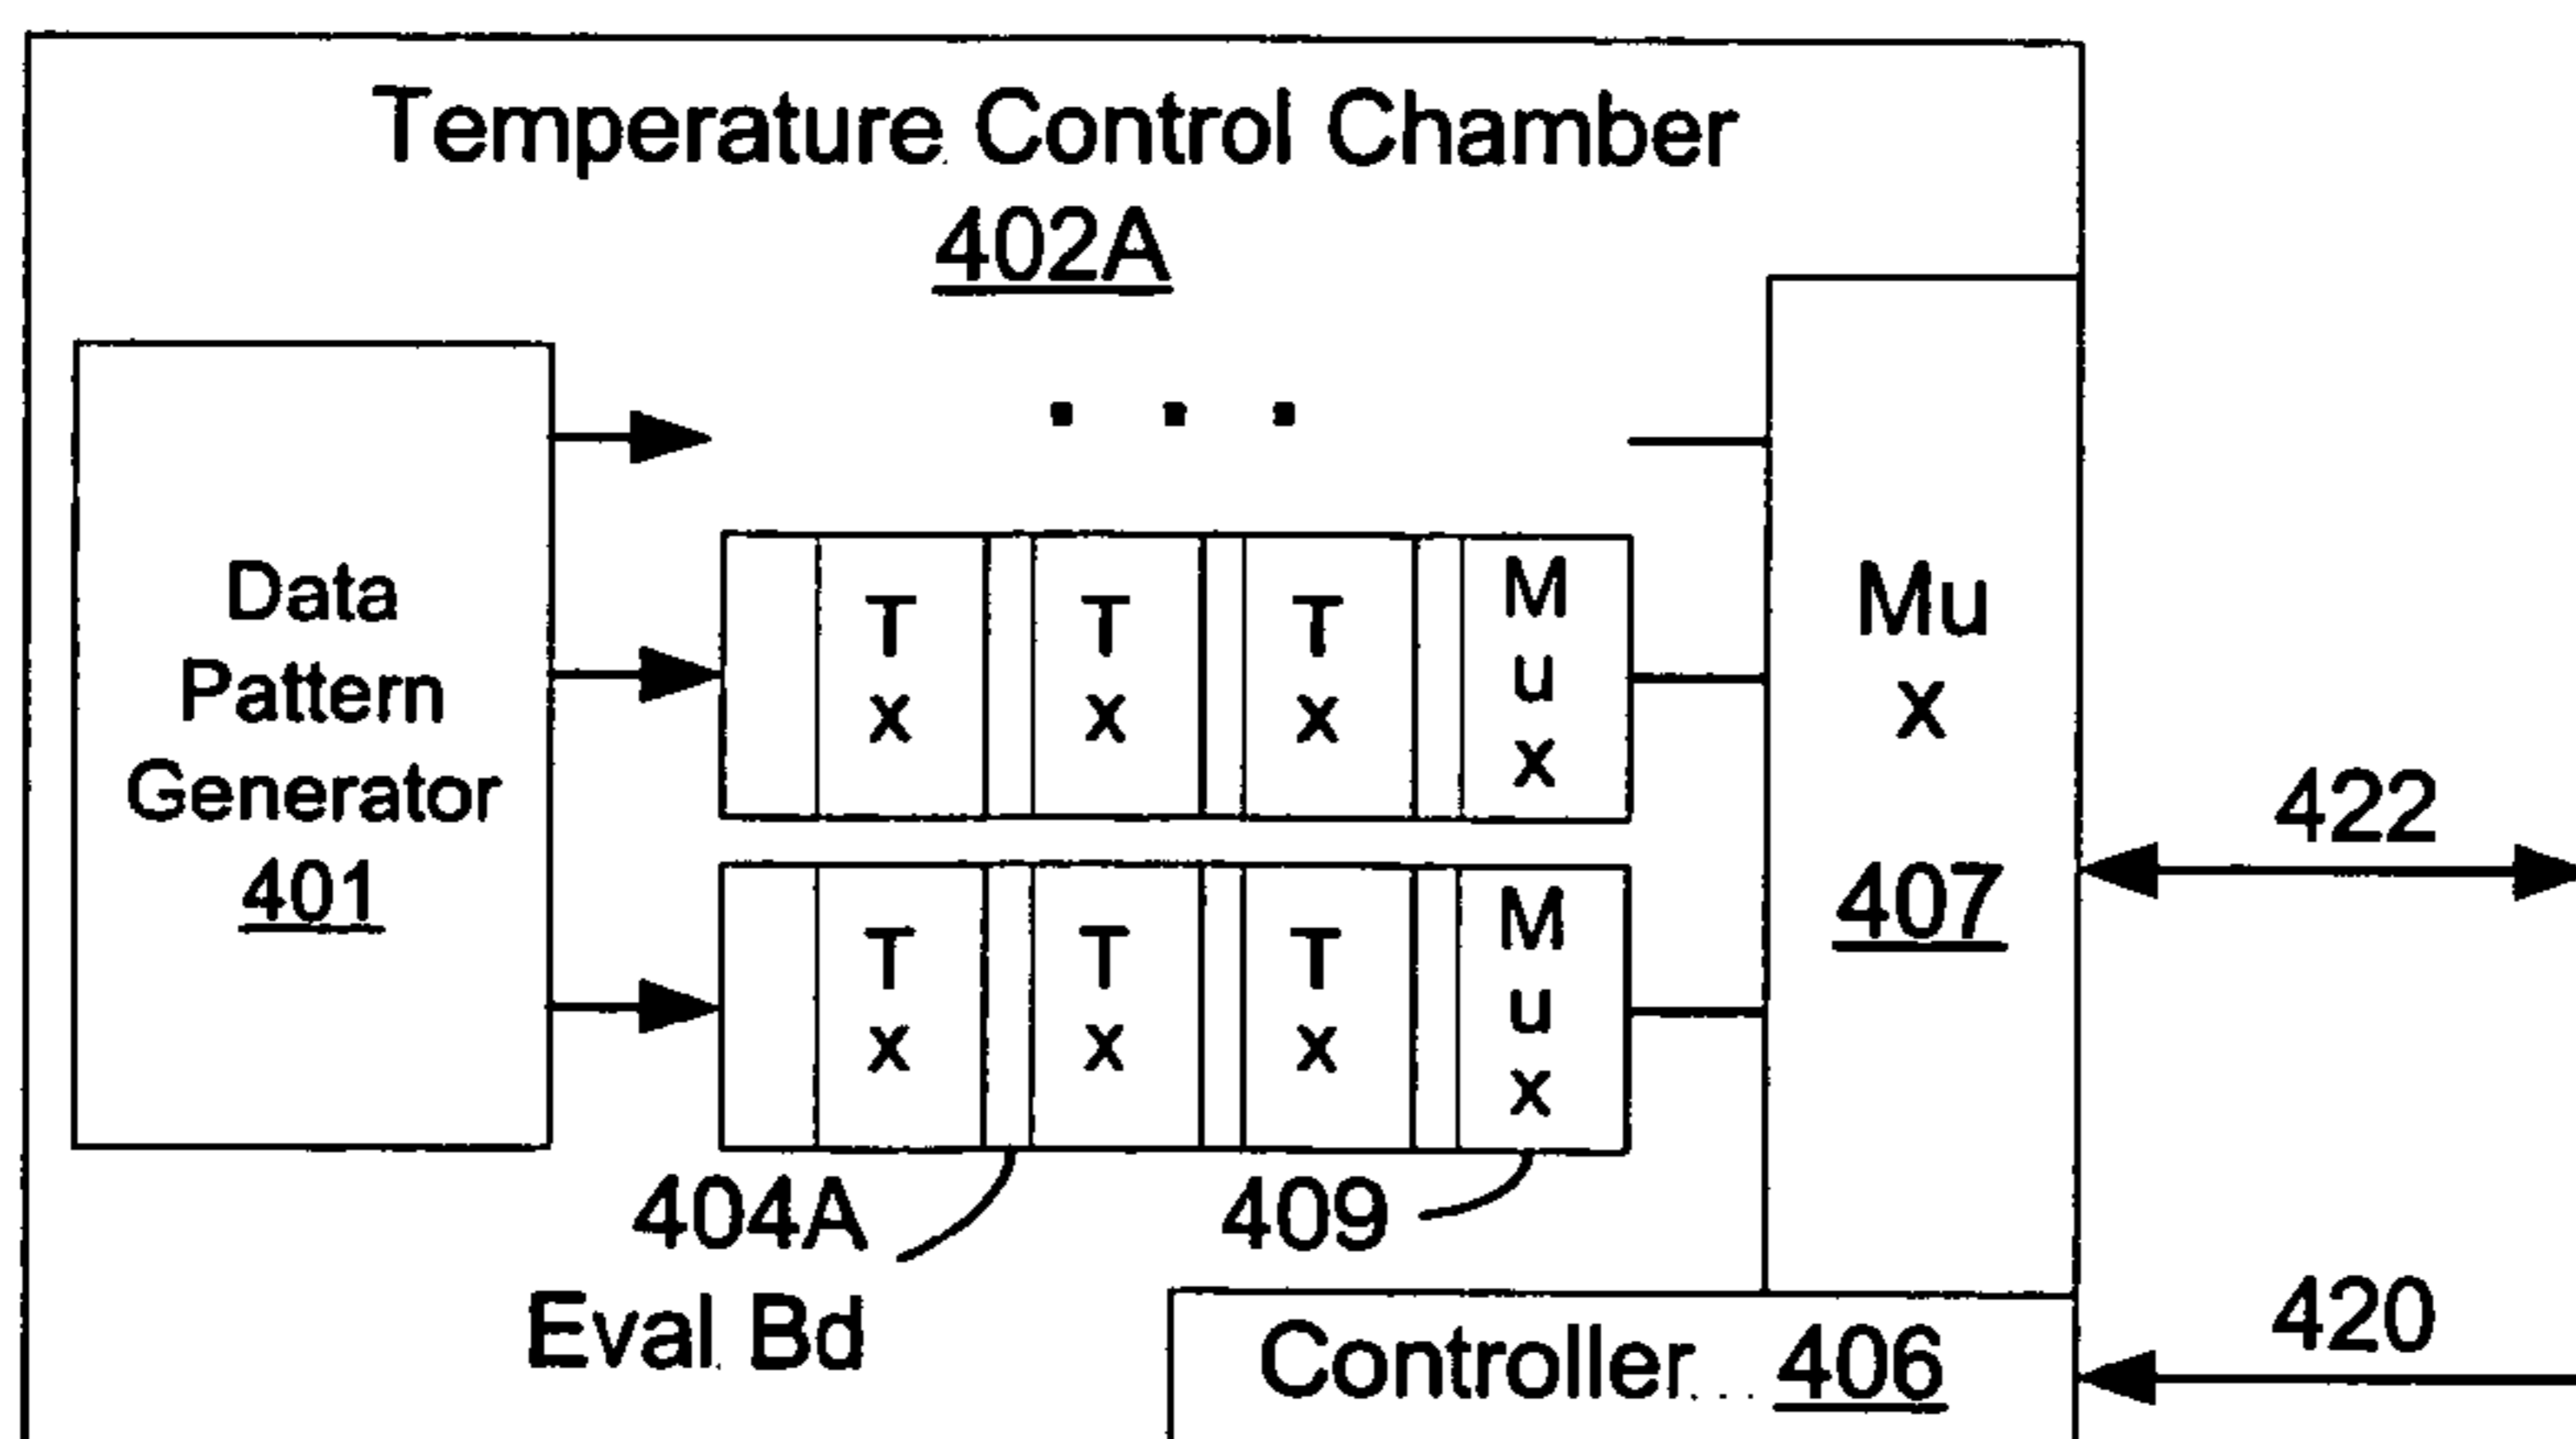 Temperature Control Chamber
402A
. . .
Data
Pattern
Generator
401
T
x
T
x
T
x
M
u
x
T
x
T
x
T
x
M
u
x
Mu
x
407
422
404A
Eval Bd
409
Controller 406
420